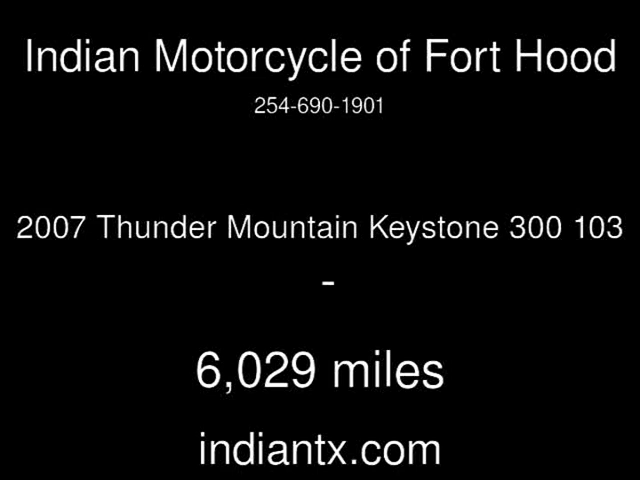 Indian Motorcycle of Fort Hood
254-690-1901
2007 Thunder Mountain Keystone 300 103
-
6,029 miles
indiantx.com